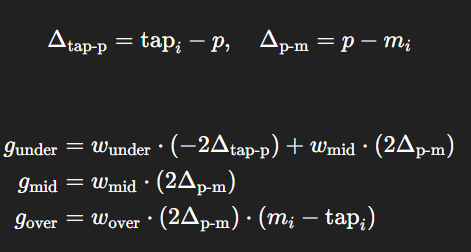 Δ_tap-p = tap_i − p,  Δ_p-m = p − m_i
g_under = w_under · (−2Δ_tap-p) + w_mid · (2Δ_p-m)
g_mid = w_mid · (2Δ_p-m)
g_over = w_over · (2Δ_p-m) · (m_i − tap_i)